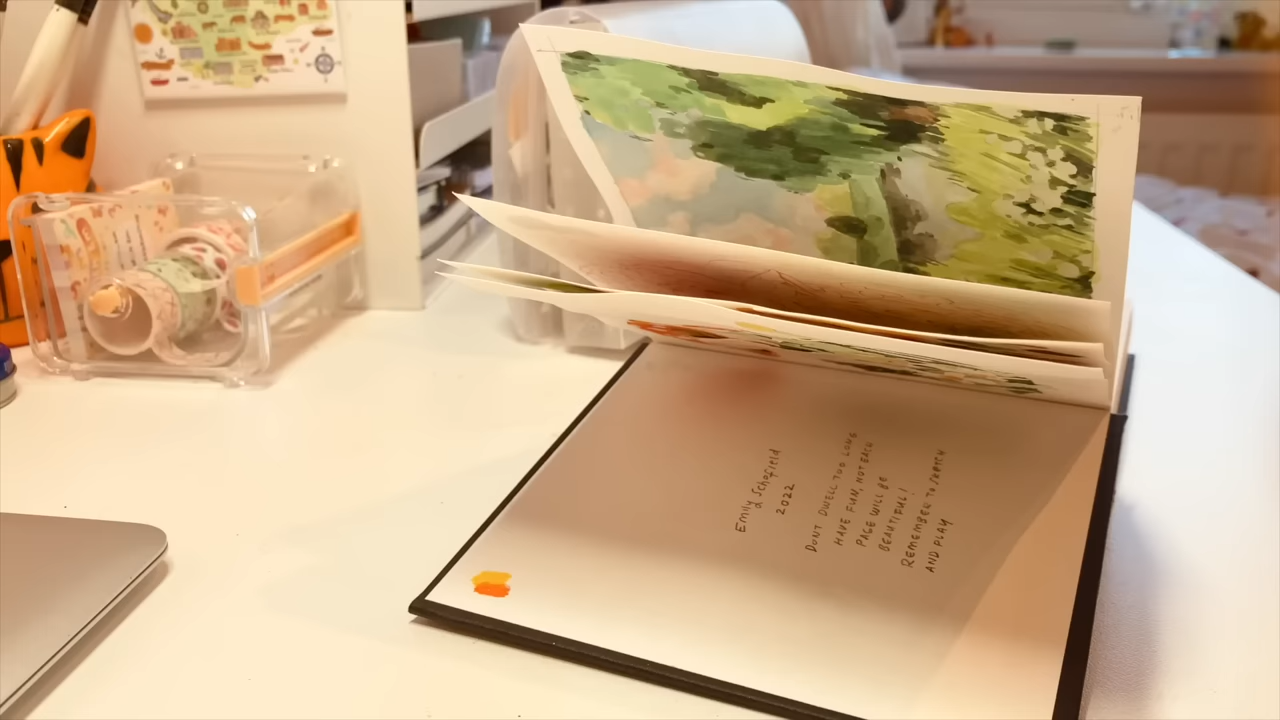 Emily Schofield
2022
DONT DWELL TOO LONG
HAVE FUN, NOT EACH
PAGE WILL BE
BEAUTIFUL!
REMEMBER TO SKETCH
AND PLAY